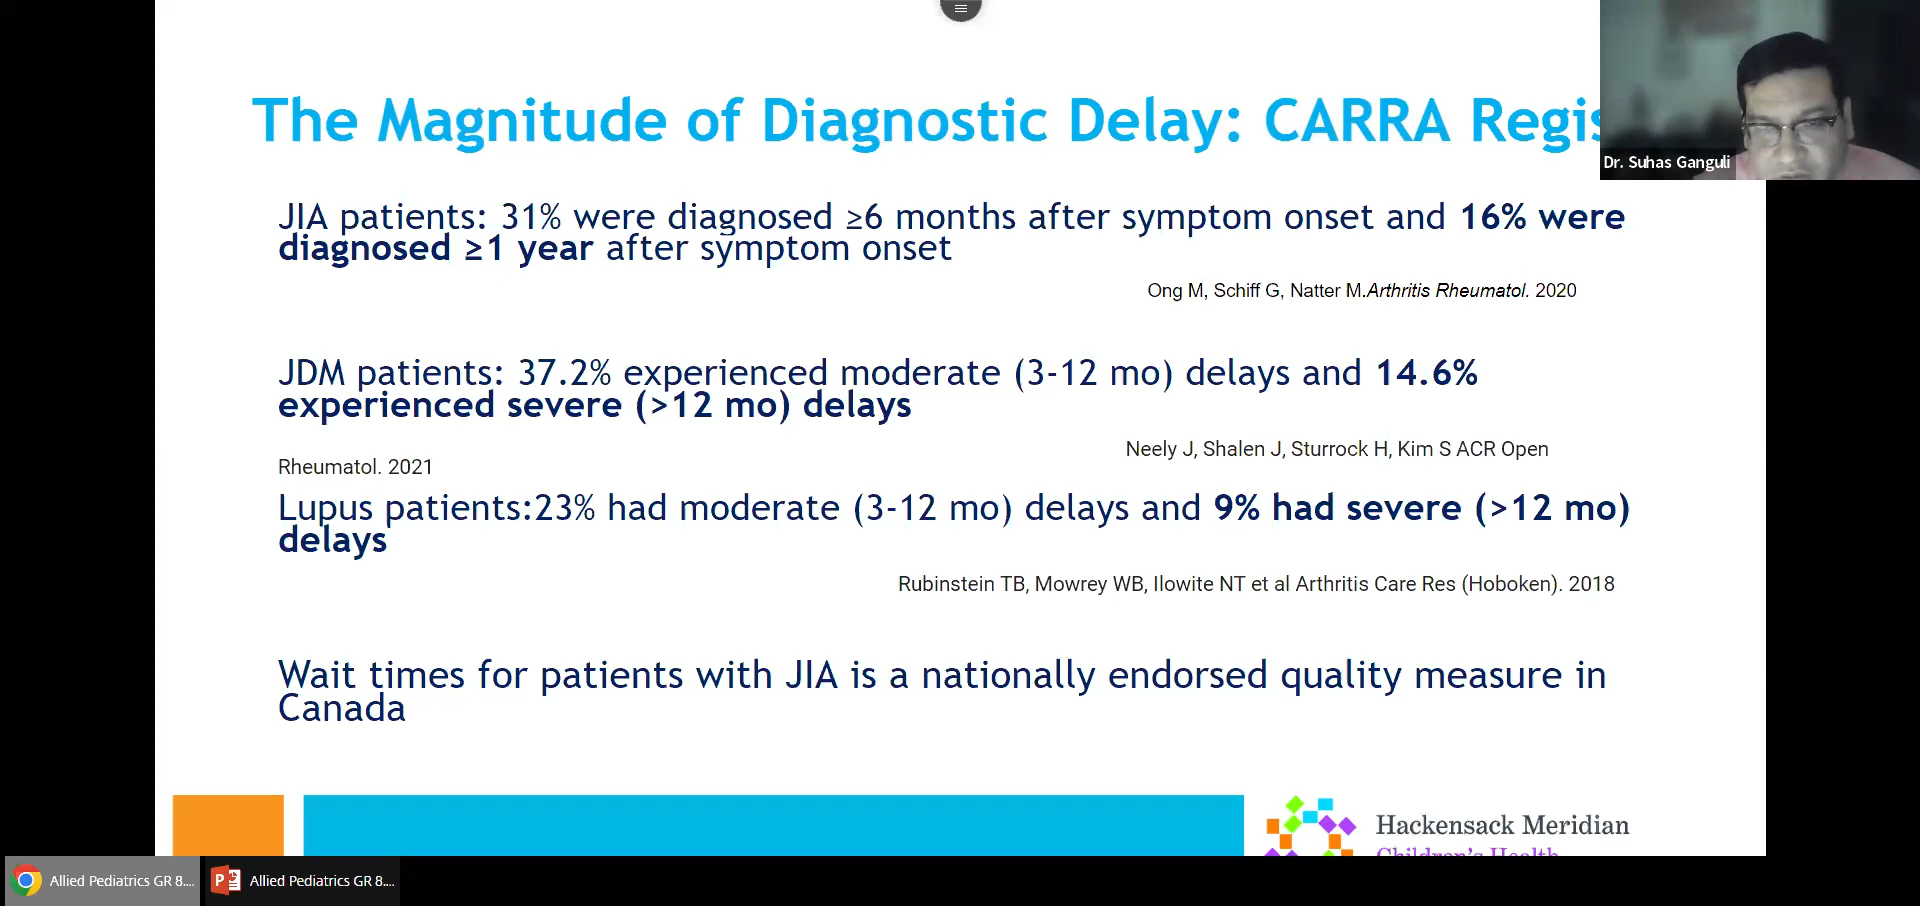 The Magnitude of Diagnostic Delay: CARRA Regis
Dr. Suhas Ganguli
JIA patients: 31% were diagnosed ≥6 months after symptom onset and 16% were
diagnosed ≥1 year after symptom onset
Ong M, Schiff G, Natter M.Arthritis Rheumatol. 2020
JDM patients: 37.2% experienced moderate (3-12 mo) delays and 14.6%
experienced severe (>12 mo) delays
Neely J, Shalen J, Sturrock H, Kim S ACR Open
Rheumatol. 2021
Lupus patients:23% had moderate (3-12 mo) delays and 9% had severe (>12 mo)
delays
Rubinstein TB, Mowrey WB, Ilowite NT et al Arthritis Care Res (Hoboken). 2018
Wait times for patients with JIA is a nationally endorsed quality measure in
Canada
Hackensack Meridian
Children's Health
Allied Pediatrics GR 8....
Allied Pediatrics GR 8....